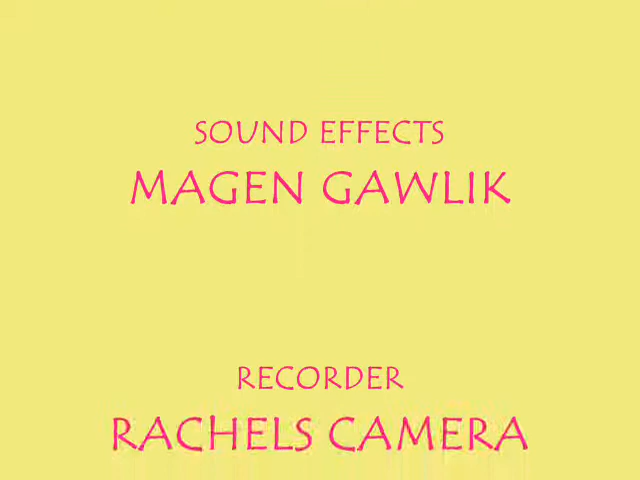 SOUND EFFECTS
MAGEN GAWLIK
RECORDER
RACHELS CAMERA